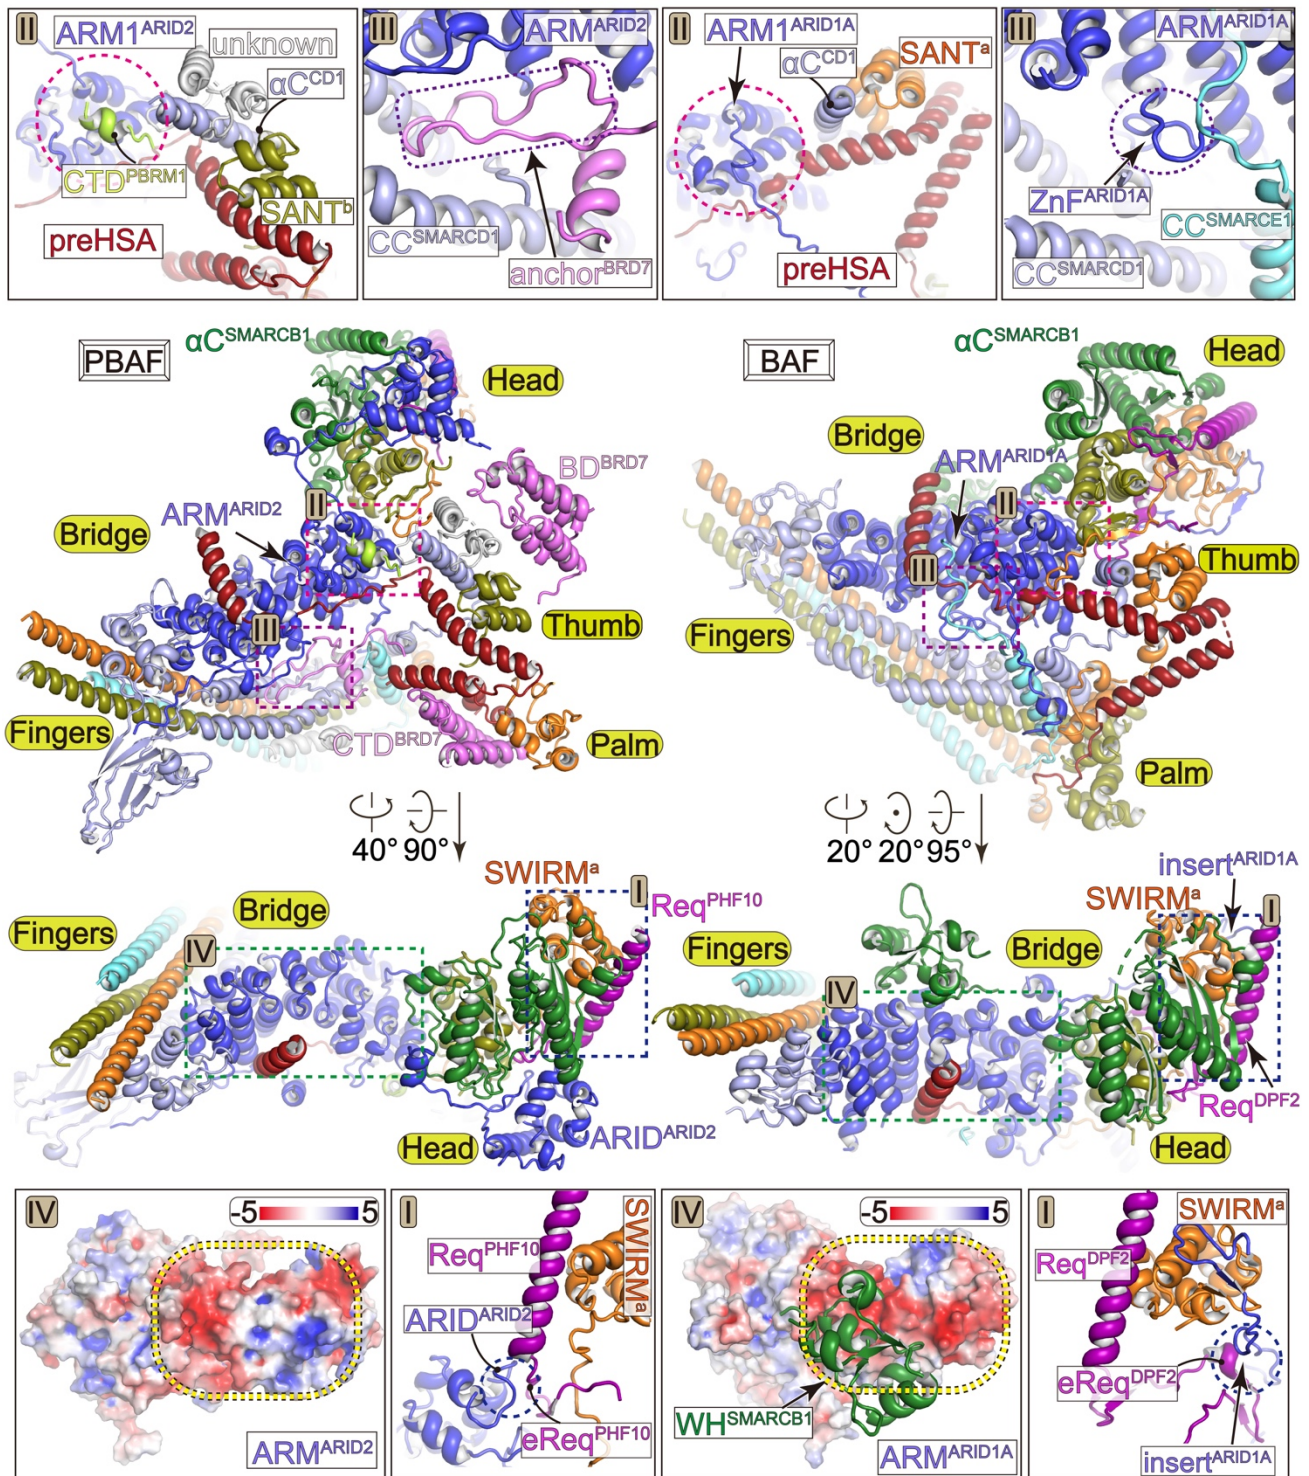 II
ARM1ARID2
unknown
αCCD1
CTDPBRM1
SANTb
preHSA
III
ARMARID2
CCSMARCD1
anchorBRD7
II
ARM1ARID1A
αCCD1
SANTa
preHSA
III
ARMARID1A
ZnFARID1A
CCSMARCE1
CCSMARCD1
PBAF
αCSMARCB1
Head
BDBRD7
II
ARMARID2
Bridge
III
Thumb
Fingers
CTDBRD7
Palm
40° 90°
BAF
αCSMARCB1
Head
Bridge
ARMARID1A
II
III
Thumb
Fingers
Palm
20° 20° 95°
SWIRMa
I
ReqPHF10
Bridge
Fingers
IV
Head
ARIDARID2
insertARID1A
SWIRMa
I
Fingers
Bridge
IV
ReqDPF2
Head
IV
-5 5
ARMARID2
I
ReqPHF10
SWIRMa
ARIDARID2
eReqPHF10
IV
-5 5
WHSMARCB1
ARMARID1A
I
SWIRMa
ReqDPF2
eReqDPF2
insertARID1A